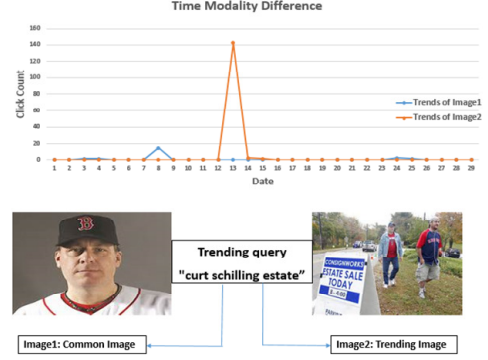 Time Modality Difference
160
140
120
100
80
60
40
20
0
Click Count
Trends of Image1
Trends of Image2
1 2 3 4 5 6 7 8 9 10 11 12 13 14 15 16 17 18 19 20 21 22 23 24 25 26 27 28 29
Date
B
Trending query
"curt schilling estate”
CONSIGNWORKS
ESTATE SALE
TODAY
Image1: Common Image
Image2: Trending Image